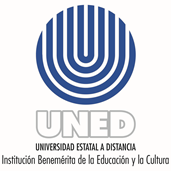 UNED
UNIVERSIDAD ESTATAL A DISTANCIA
Institución Benemérita de la Educación y la Cultura